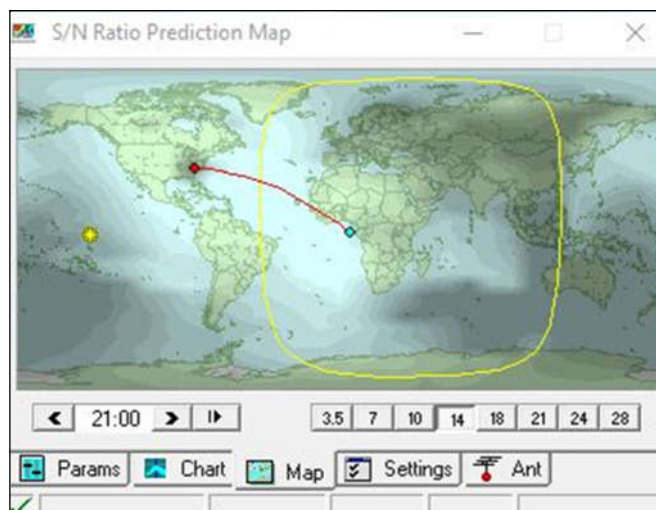 S/N Ratio Prediction Map
21:00 3.5 7 10 14 18 21 24 28
Params Chart Map Settings Ant